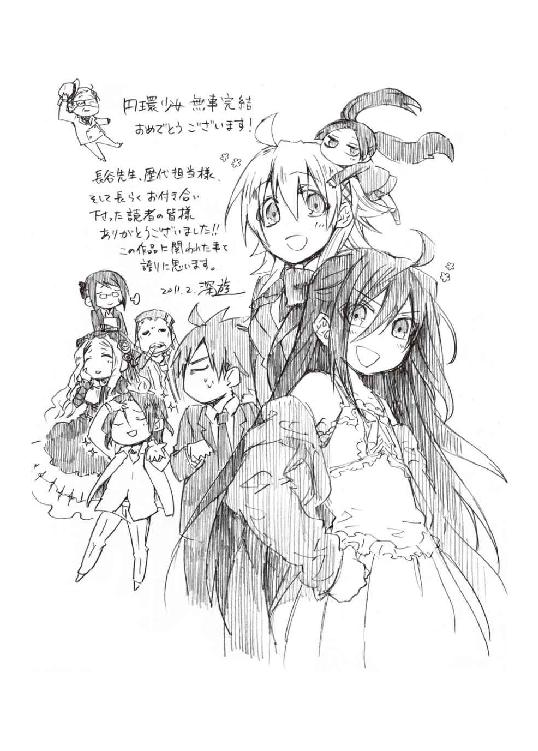 円環少女 無事完結
おめでとうございます!
長谷先生、歴代担当様、
そして長らくお付き合い
下さった読者の皆様
ありがとうございました!!
この作品に関われた事を
誇りに思います。
2011.2. 深遊